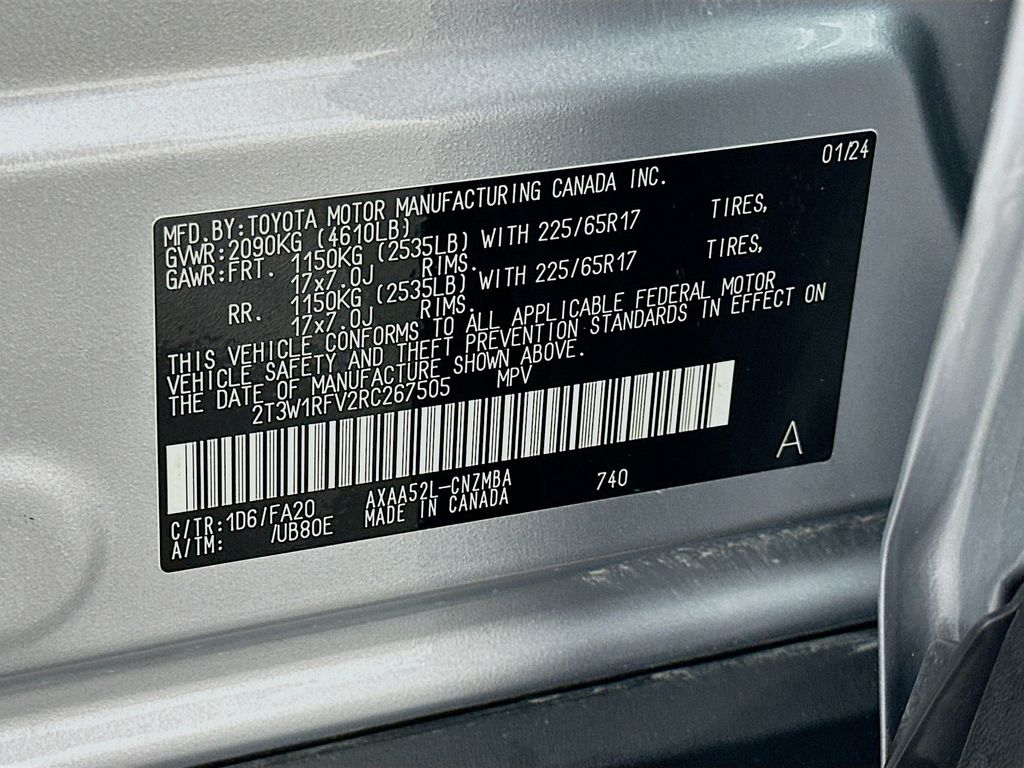 01/24
MFD.BY:TOYOTA MOTOR MANUFACTURING CANADA INC.
GVWR:2090KG (4610LB)
GAWR:FRT. 1150KG (2535LB) WITH 225/65R17 TIRES,
17x7.0J RIMS.
RR. 1150KG (2535LB) WITH 225/65R17 TIRES,
17x7.0J RIMS.
THIS VEHICLE CONFORMS TO ALL APPLICABLE FEDERAL MOTOR
VEHICLE SAFETY AND THEFT PREVENTION STANDARDS IN EFFECT ON
THE DATE OF MANUFACTURE SHOWN ABOVE.
2T3W1RFV2RC267505 MPV
A
C/TR:1D6/FA20 AXAA52L-CNZMBA 740
A/TM: /UB80E MADE IN CANADA